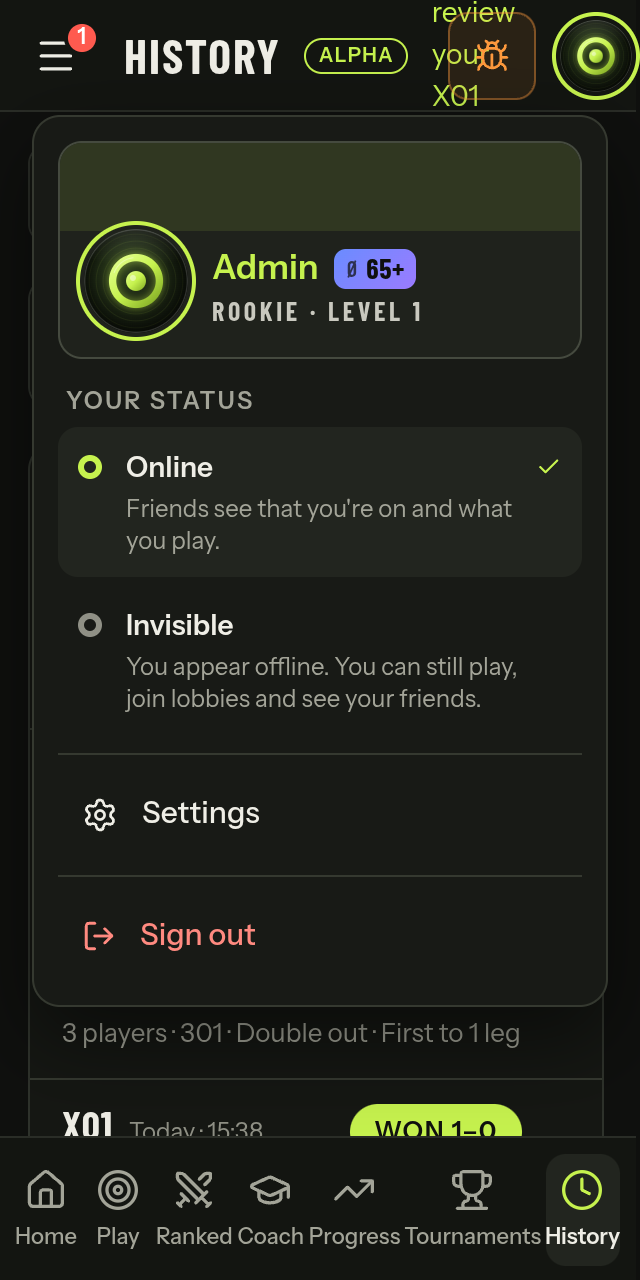 1
HISTORY
ALPHA
review
you
X01
Admin
Ø 65+
ROOKIE · LEVEL 1
YOUR STATUS
Online
Friends see that you're on and what
you play.
Invisible
You appear offline. You can still play,
join lobbies and see your friends.
Settings
Sign out
3 players · 301 · Double out · First to 1 leg
X01 Today · 15:38 WON 1–0
Home Play Ranked Coach Progress Tournaments History